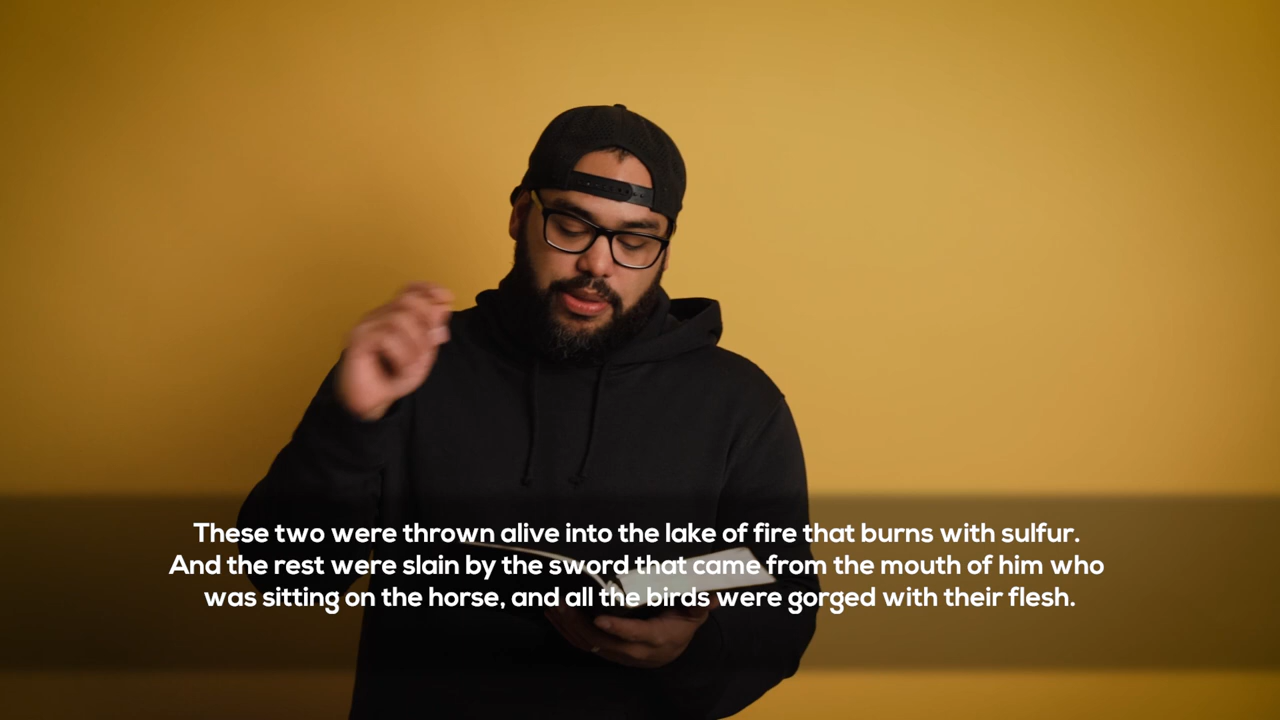 These two were thrown alive into the lake of fire that burns with sulfur.
And the rest were slain by the sword that came from the mouth of him who
was sitting on the horse, and all the birds were gorged with their flesh.